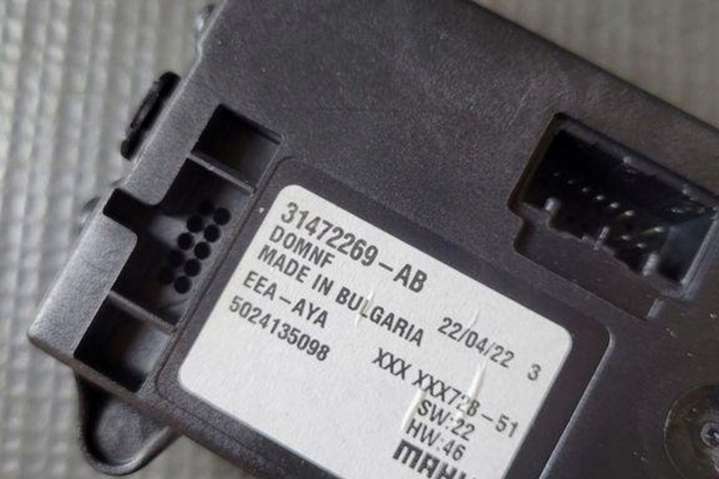 31472269-AB
DOMNF
MADE IN BULGARIA 22/04/22 3
EEA-AYA
5024135098 XXX XXX728-51
SW:22
HW:46